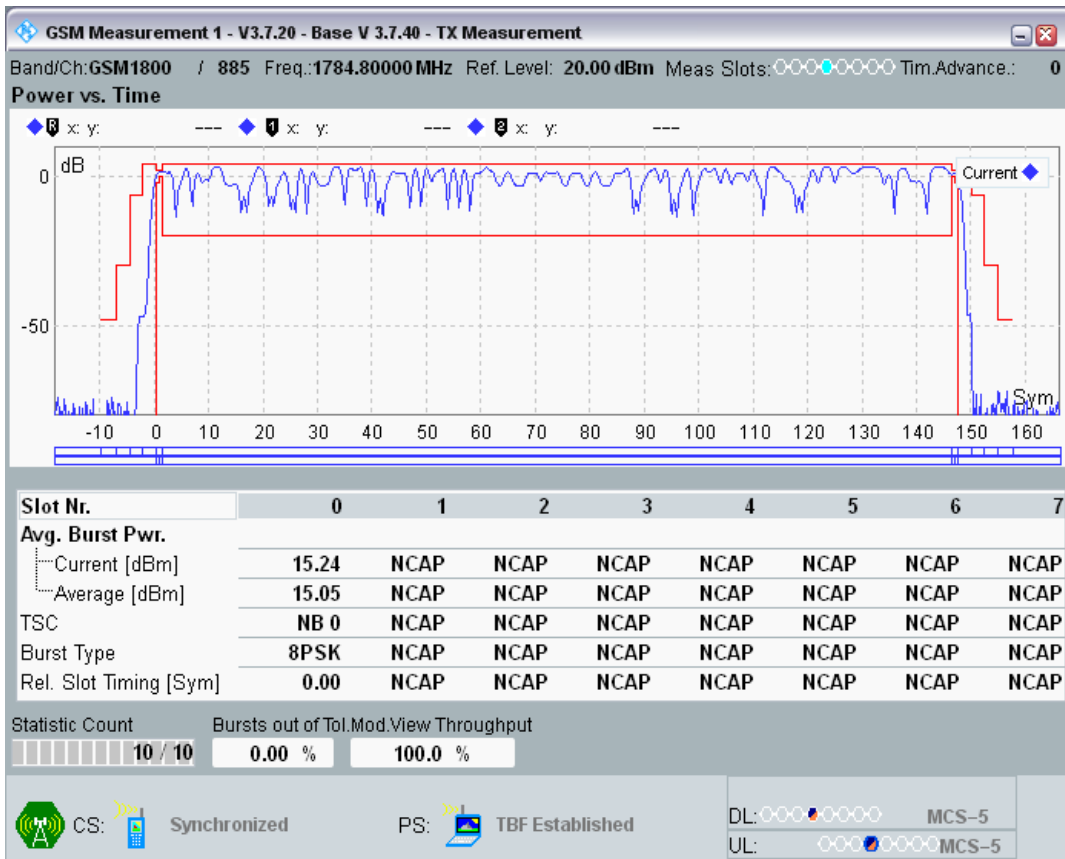 GSM Measurement 1 - V3.7.20 - Base V 3.7.40 - TX Measurement
Band/Ch:GSM1800 / 885 Freq.:1784.80000 MHz Ref. Level: 20.00 dBm Meas Slots: Tim.Advance.: 0
Power vs. Time
R x: y: --- 1 x: y: --- 2 x: y: ---
dB
Current
0
-50
Sym
-10 0 10 20 30 40 50 60 70 80 90 100 110 120 130 140 150 160
Slot Nr. 0 1 2 3 4 5 6 7
Avg. Burst Pwr.
Current [dBm] 15.24 NCAP NCAP NCAP NCAP NCAP NCAP NCAP
Average [dBm] 15.05 NCAP NCAP NCAP NCAP NCAP NCAP NCAP
TSC NB 0 NCAP NCAP NCAP NCAP NCAP NCAP NCAP
Burst Type 8PSK NCAP NCAP NCAP NCAP NCAP NCAP NCAP
Rel. Slot Timing [Sym] 0.00 NCAP NCAP NCAP NCAP NCAP NCAP NCAP
Statistic Count Bursts out of Tol.Mod.View Throughput
10 / 10 0.00 % 100.0 %
CS: Synchronized PS: TBF Established
DL: MCS-5
UL: MCS-5